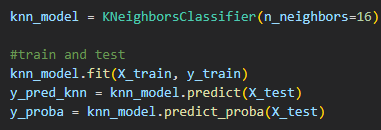 knn_model = KNeighborsClassifier(n_neighbors=16)
#train and test
knn_model.fit(X_train, y_train)
y_pred_knn = knn_model.predict(X_test)
y_proba = knn_model.predict_proba(X_test)